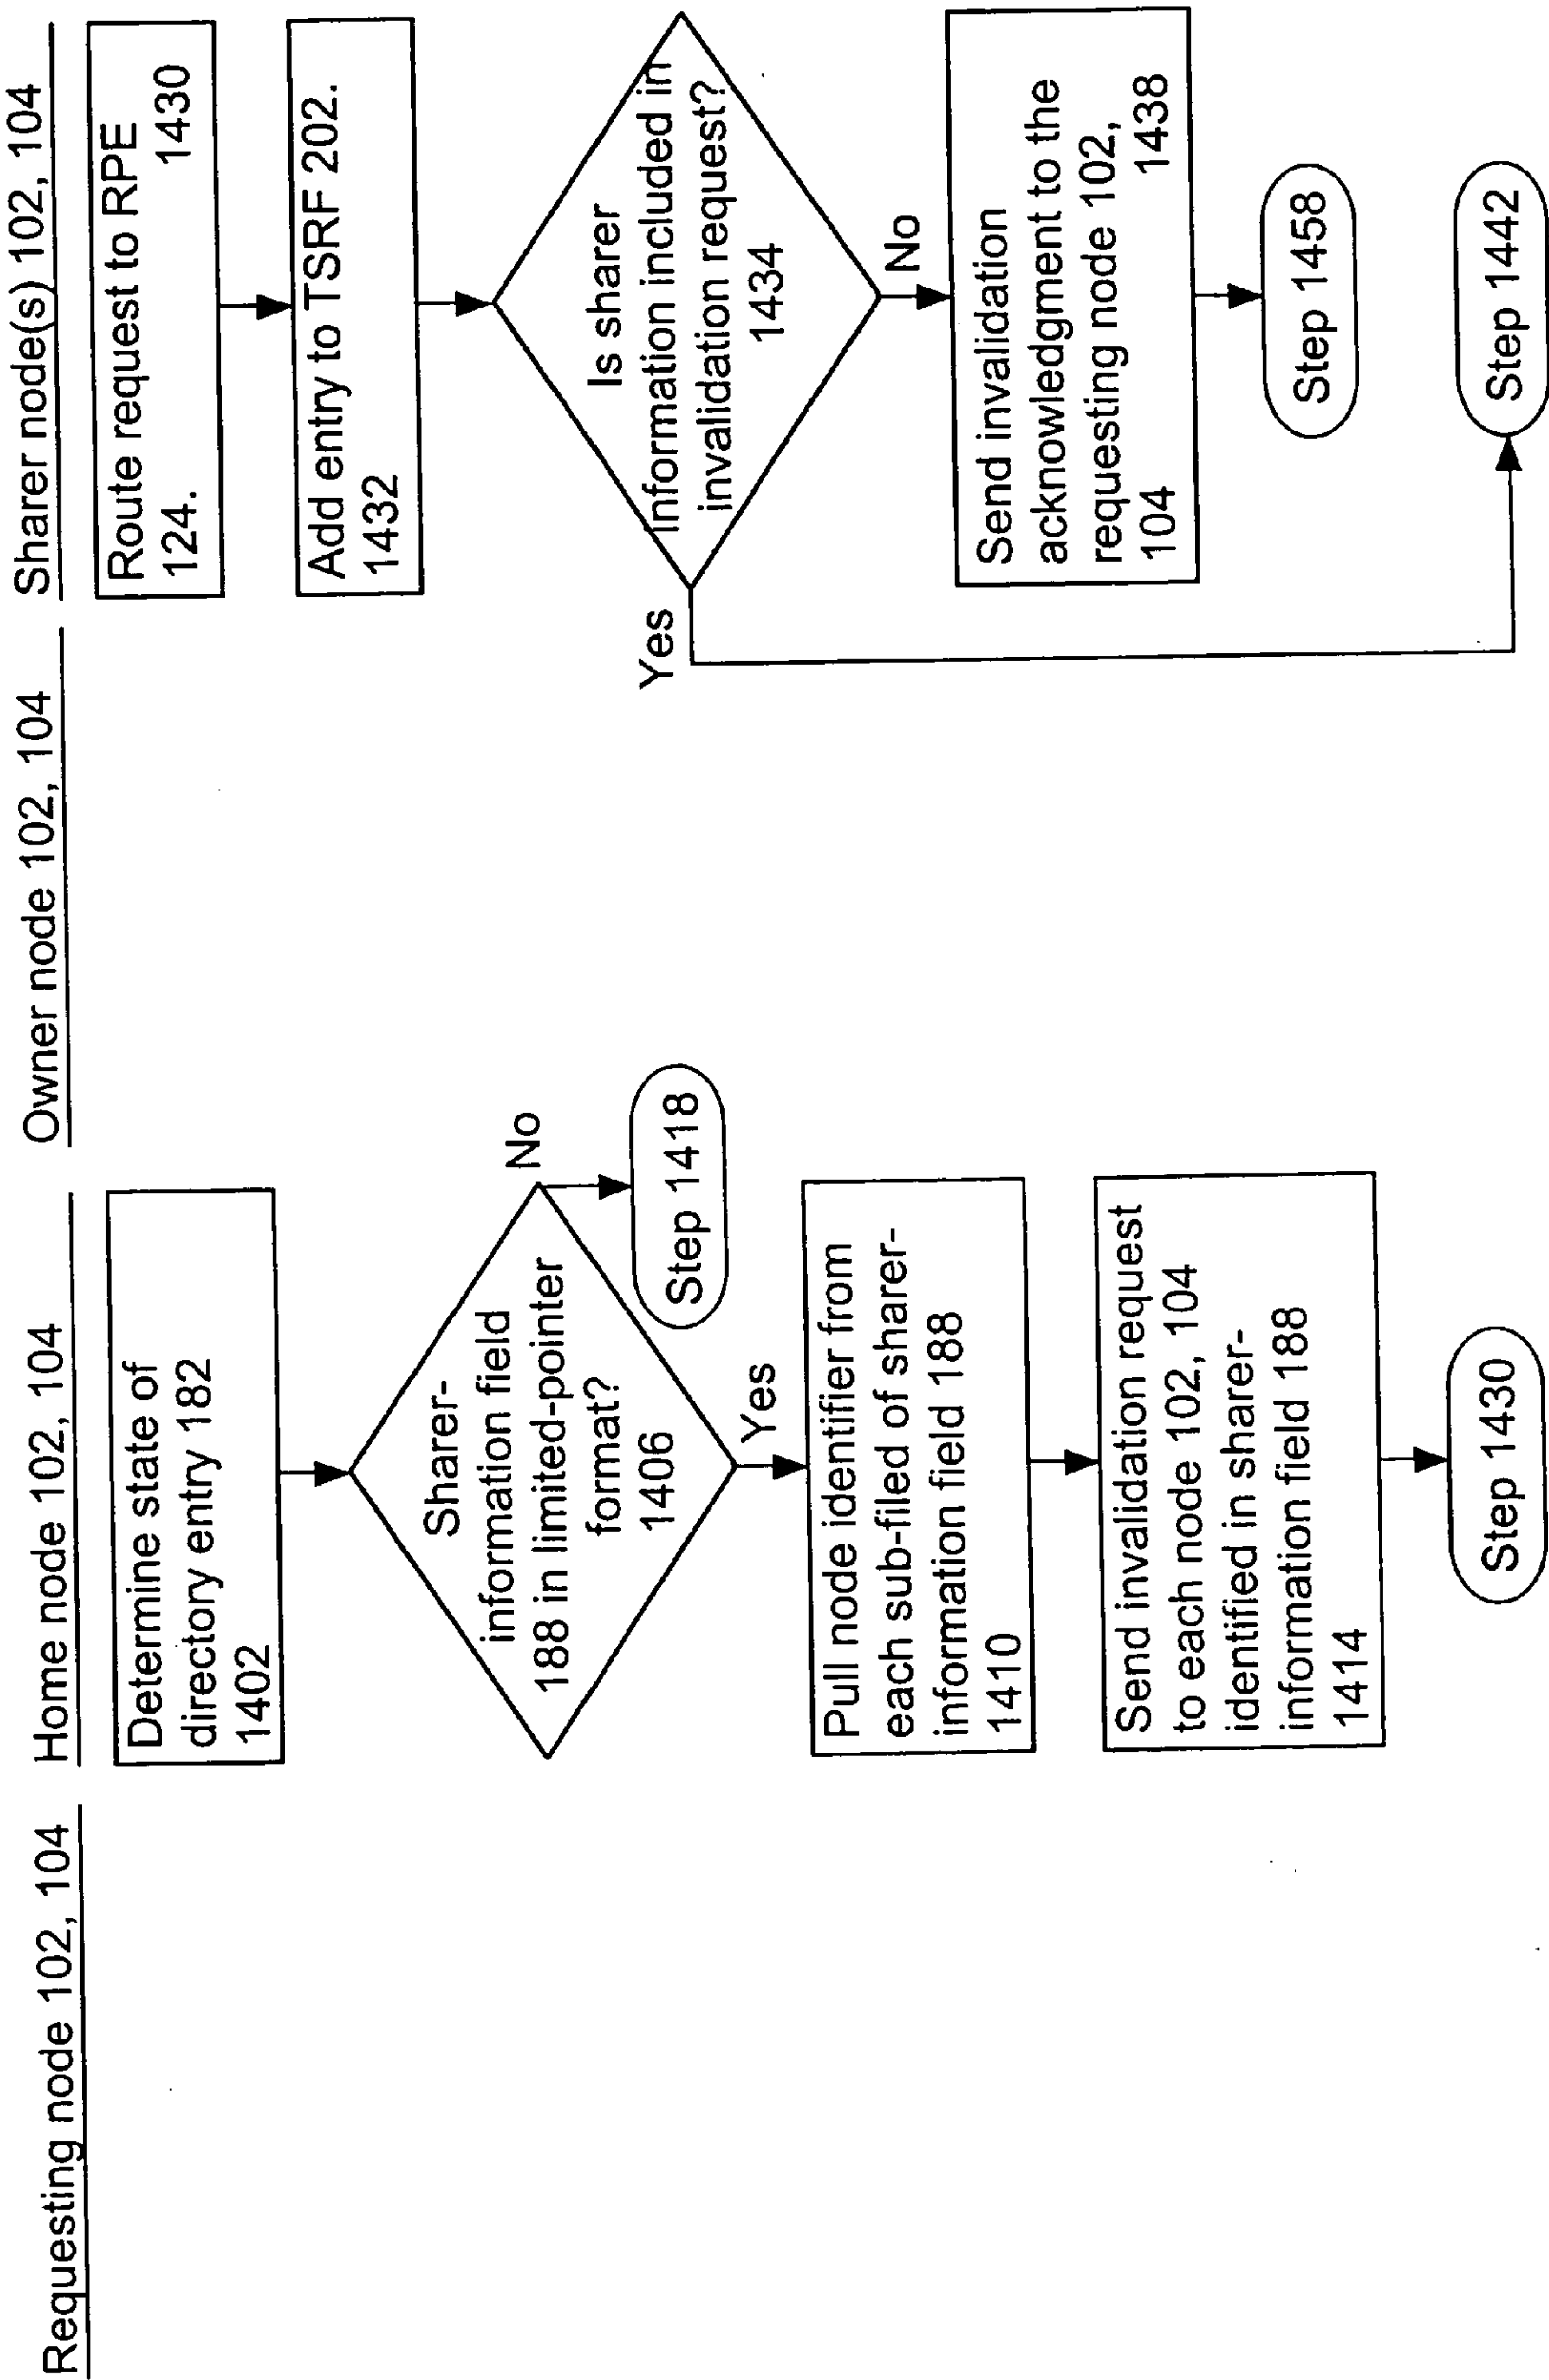 Requesting node 102, 104
Home node 102, 104
Owner node 102, 104
Sharer node(s) 102, 104
Determine state of
directory entry 182
1402
Sharer-
information field
188 in limited-pointer
format?
1406
No
Step 1418
Yes
Pull node identifier from
each sub-filed of sharer-
information field 188
1410
Send invalidation request
to each node 102, 104
identified in sharer-
information field 188
1414
Step 1430
Route request to RPE
124. 1430
Add entry to TSRF 202.
1432
Is sharer
information included in
invalidation request?
1434
Yes
No
Send invalidation
acknowledgment to the
requesting node 102,
104 1438
Step 1458
Step 1442